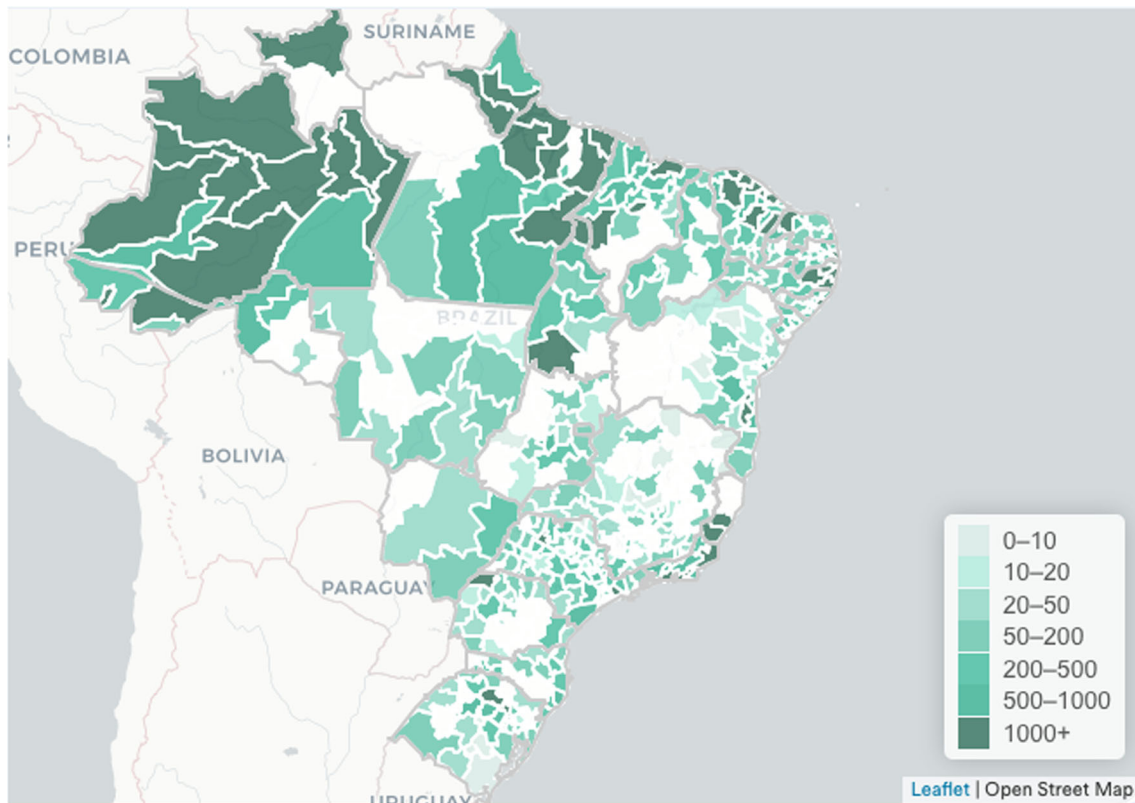 SURINAME
COLOMBIA
PERU
BRAZIL
BOLIVIA
PARAGUAY
URUGUAY
0–10
10–20
20–50
50–200
200–500
500–1000
1000+
Leaflet | Open Street Map